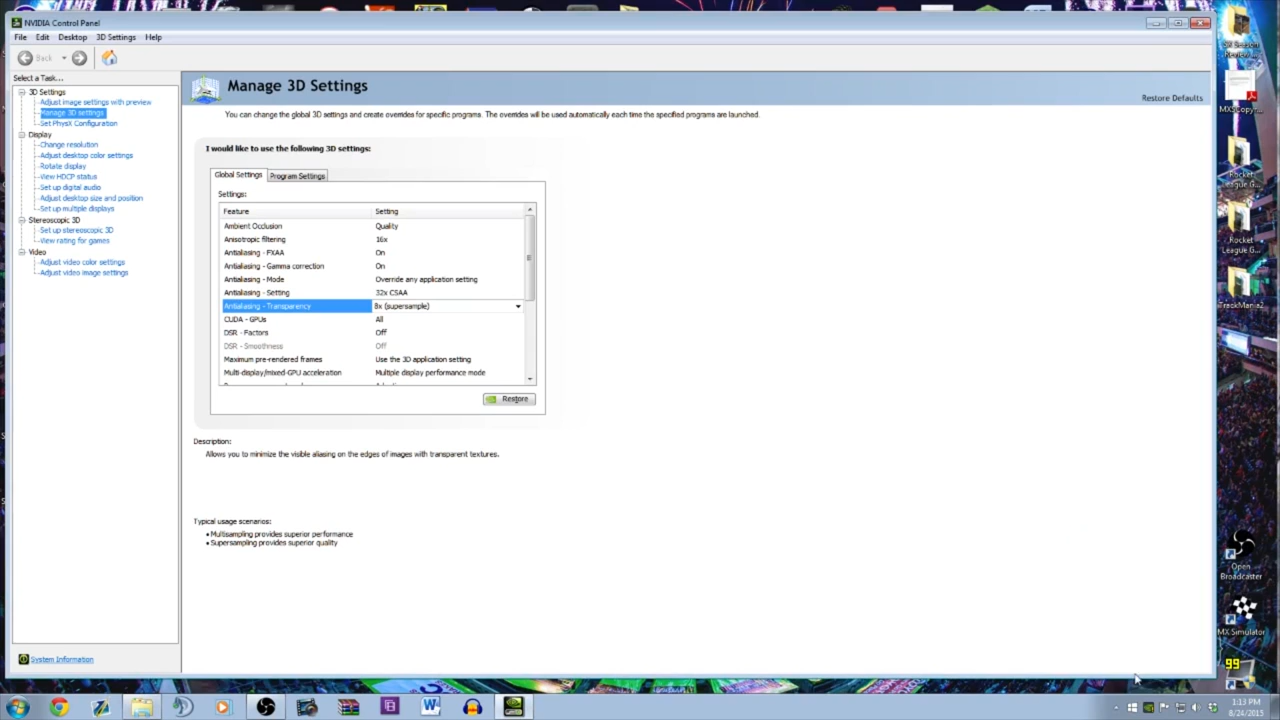 NVIDIA Control Panel
File Edit Desktop 3D Settings Help
Back
Select a Task...
3D Settings
Adjust image settings with preview
Manage 3D settings
Set PhysX Configuration
Display
Change resolution
Adjust desktop color settings
Rotate display
View HDCP status
Set up digital audio
Adjust desktop size and position
Set up multiple displays
Stereoscopic 3D
Set up stereoscopic 3D
View rating for games
Video
Adjust video color settings
Adjust video image settings
System Information
Manage 3D Settings
Restore Defaults
You can change the global 3D settings and create overrides for specific programs. The overrides will be used automatically each time the specified programs are launched.
I would like to use the following 3D settings:
Global Settings Program Settings
Settings:
Feature Setting
Ambient Occlusion Quality
Anisotropic filtering 16x
Antialiasing - FXAA On
Antialiasing - Gamma correction On
Antialiasing - Mode Override any application setting
Antialiasing - Setting 32x CSAA
Antialiasing - Transparency 8x (supersample)
CUDA - GPUs All
DSR - Factors Off
DSR - Smoothness Off
Maximum pre-rendered frames Use the 3D application setting
Multi-display/mixed-GPU acceleration Multiple display performance mode
Restore
Description:
Allows you to minimize the visible aliasing on the edges of images with transparent textures.
Typical usage scenarios:
• Multisampling provides superior performance
• Supersampling provides superior quality
Rocket
League G...
Rocket
League G...
TrackMania2
Open
Broadcaster
MX Simulator
99
1:13 PM
8/24/2015